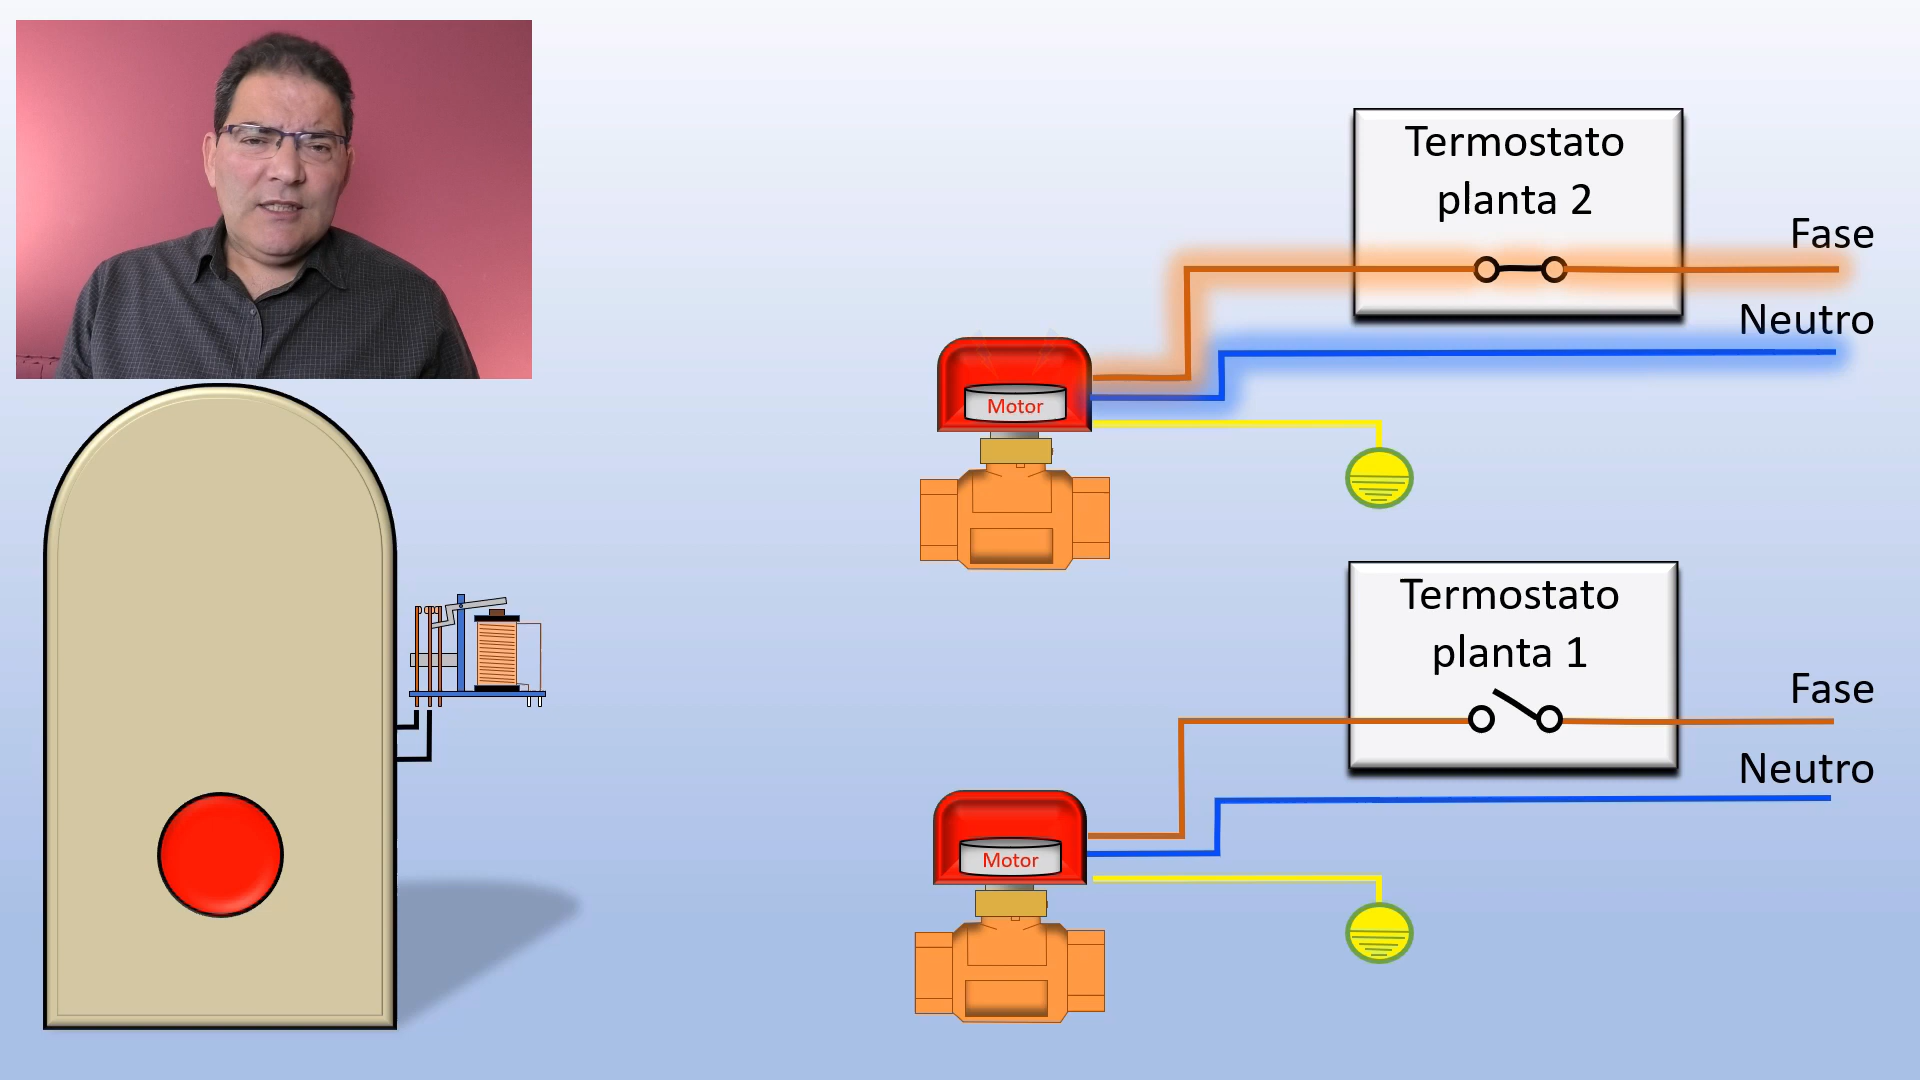 Termostato
planta 2
Fase
Neutro
Motor
Termostato
planta 1
Fase
Neutro
Motor